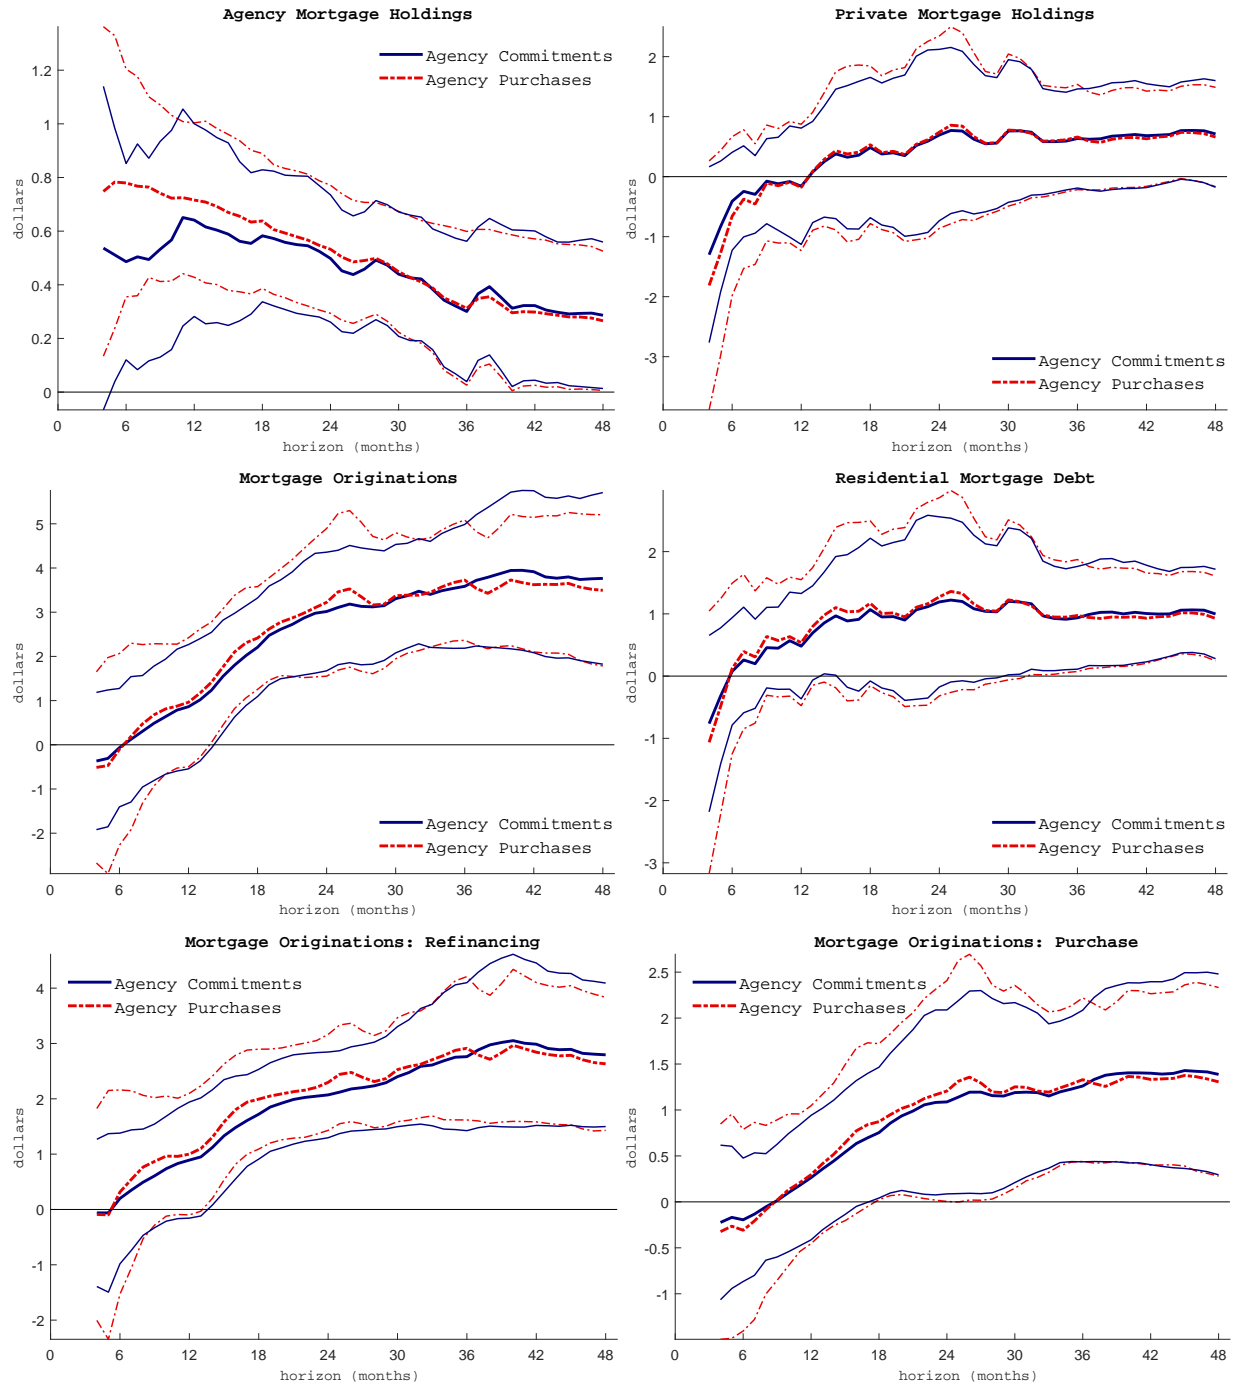 Agency Mortgage Holdings
dollars
1.2
1
0.8
0.6
0.4
0.2
0
Agency Commitments
Agency Purchases
0 6 12 18 24 30 36 42 48
horizon (months)
Private Mortgage Holdings
dollars
2
1
0
-1
-2
-3
Agency Commitments
Agency Purchases
0 6 12 18 24 30 36 42 48
horizon (months)
Mortgage Originations
dollars
5
4
3
2
1
0
-1
-2
Agency Commitments
Agency Purchases
0 6 12 18 24 30 36 42 48
horizon (months)
Residential Mortgage Debt
dollars
2
1
0
-1
-2
-3
Agency Commitments
Agency Purchases
0 6 12 18 24 30 36 42 48
horizon (months)
Mortgage Originations: Refinancing
dollars
4
3
2
1
0
-1
-2
Agency Commitments
Agency Purchases
0 6 12 18 24 30 36 42 48
horizon (months)
Mortgage Originations: Purchase
dollars
2.5
2
1.5
1
0.5
0
-0.5
-1
Agency Commitments
Agency Purchases
0 6 12 18 24 30 36 42 48
horizon (months)